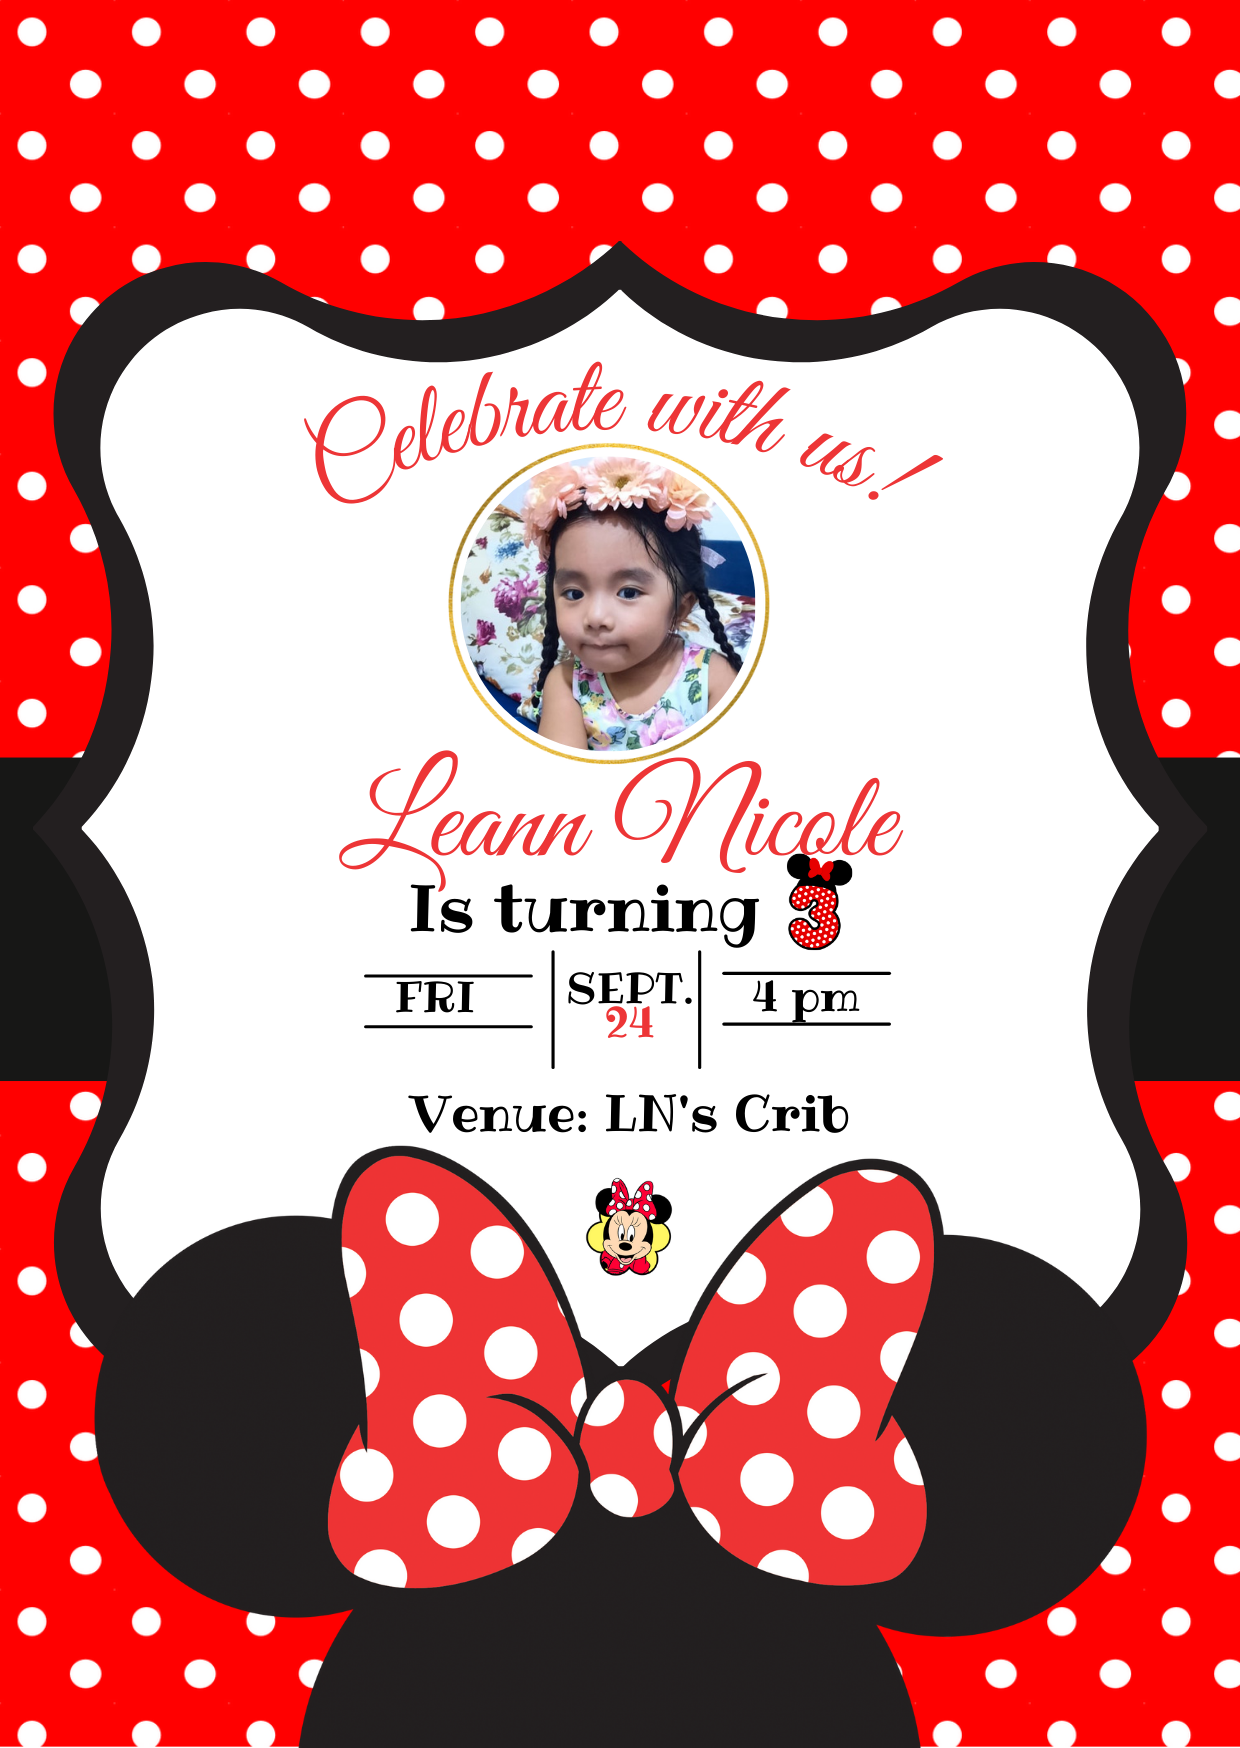 Celebrate with us!
Leann Nicole
Is turning 3
FRI
SEPT.
24
4 pm
Venue: LN's Crib